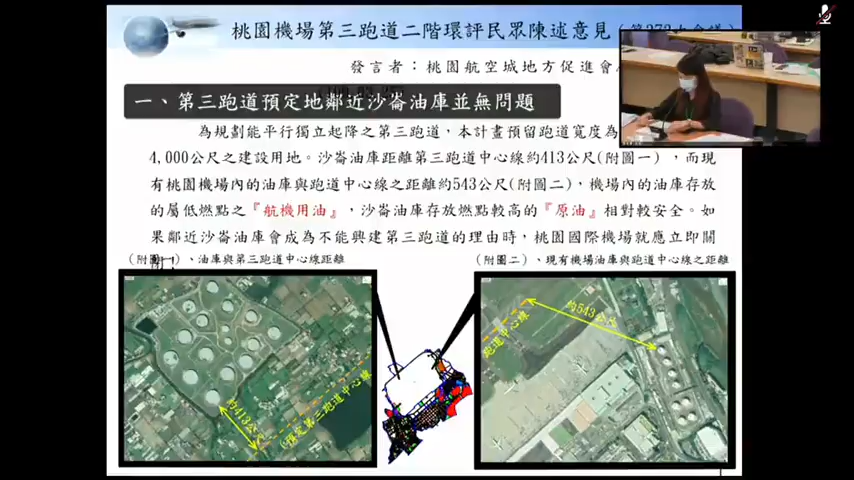 桃園機場第三跑道二階環評民眾陳述意見
發言者：桃園航空城地方促進會
一、第三跑道預定地鄰近沙崙油庫並無問題
為規劃能平行獨立起降之第三跑道，本計畫預留跑道寬度為
4,000公尺之建設用地。沙崙油庫距離第三跑道中心線約413公尺(附圖一)，而現
有桃園機場內的油庫與跑道中心線之距離約543公尺(附圖二)，機場內的油庫存放
的屬低燃點之『航機用油』，沙崙油庫存放燃點較高的『原油』相對較安全。如
果鄰近沙崙油庫會成為不能興建第三跑道的理由時，桃園國際機場就應立即關
(附圖一)、油庫與第三跑道中心線距離
(附圖二)、現有機場油庫與跑道中心線之距離
約413公尺
擬定第三跑道中心線
跑道中心線
約543公尺